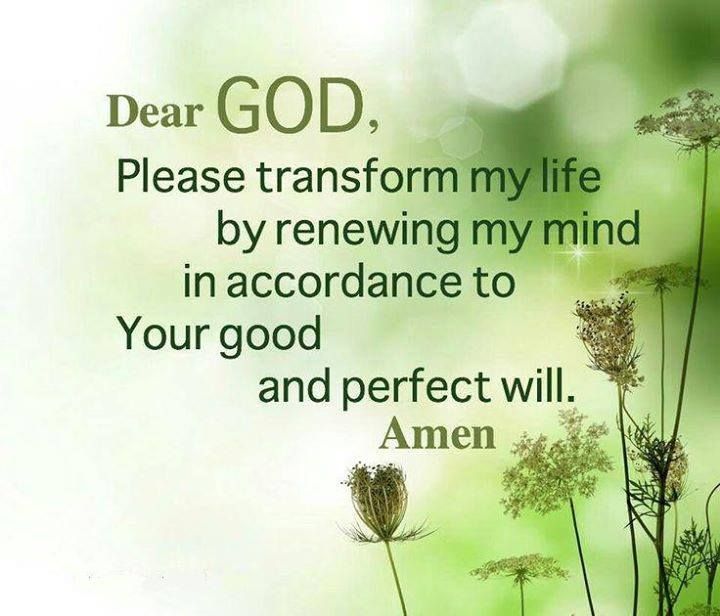 Dear GOD,
Please transform my life
by renewing my mind
in accordance to
Your good
and perfect will.
Amen